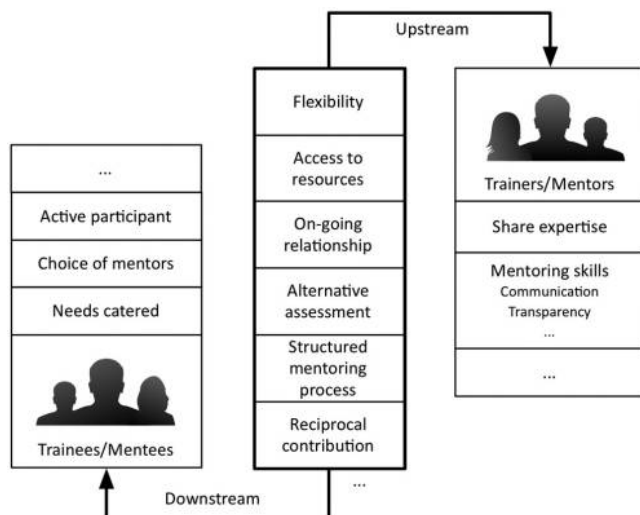 Upstream
Flexibility
Access to
resources
On-going
relationship
Alternative
assessment
Structured
mentoring
process
Reciprocal
contribution
...
...
Active participant
Choice of mentors
Needs catered
Trainees/Mentees
Trainers/Mentors
Share expertise
Mentoring skills
Communication
Transparency
...
...
Downstream